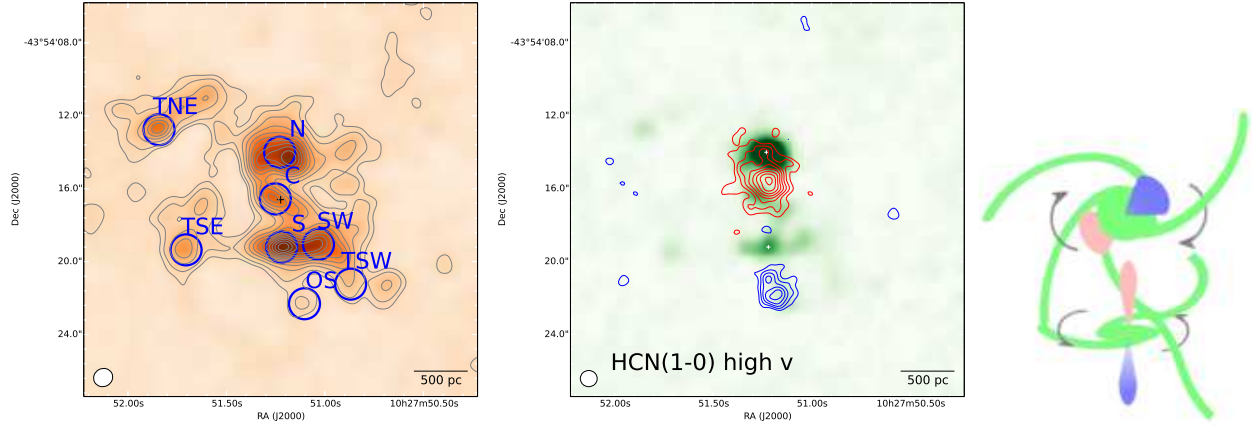 -43°54'08.0"
12.0"
16.0"
20.0"
24.0"
Dec (J2000)
TNE
N
C
TSE
S
SW
TSW
OS
500 pc
52.00s
51.50s
51.00s
10h27m50.50s
RA (J2000)
-43°54'08.0"
12.0"
16.0"
20.0"
24.0"
Dec (J2000)
HCN(1-0) high v
500 pc
52.00s
51.50s
51.00s
10h27m50.50s
RA (J2000)